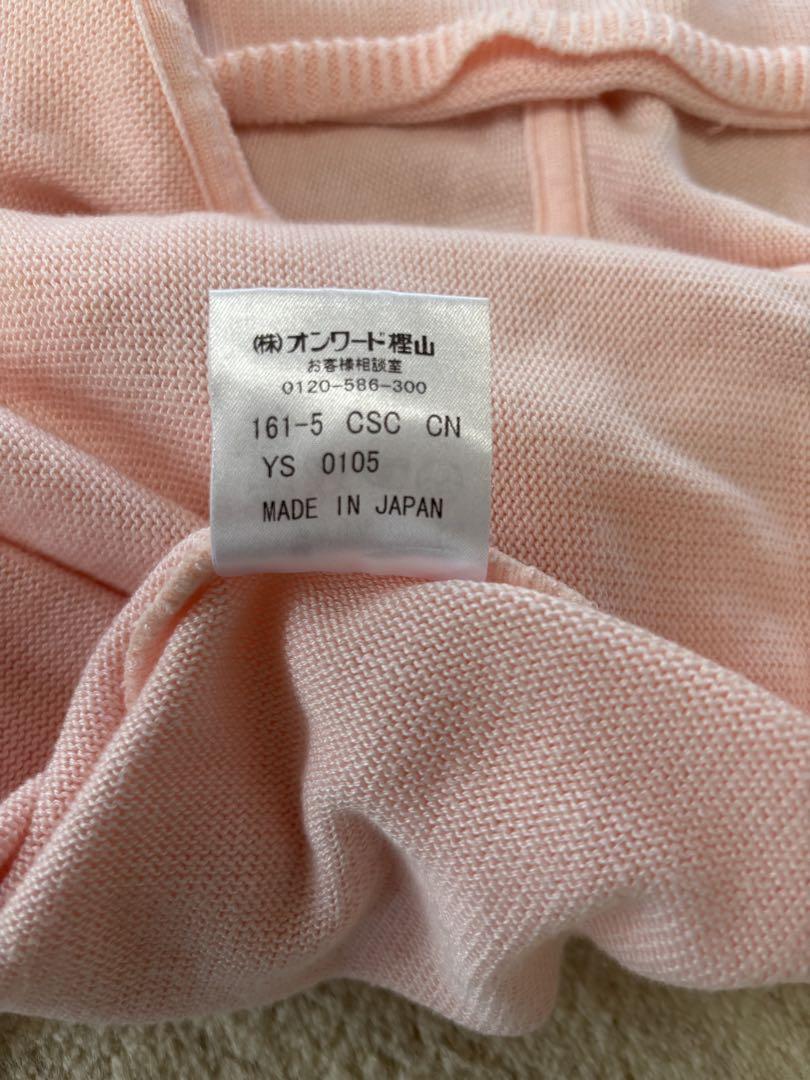 (株)オンワード樫山
お客様相談室
0120-586-300
161-5 CSC CN
YS 0105
MADE IN JAPAN